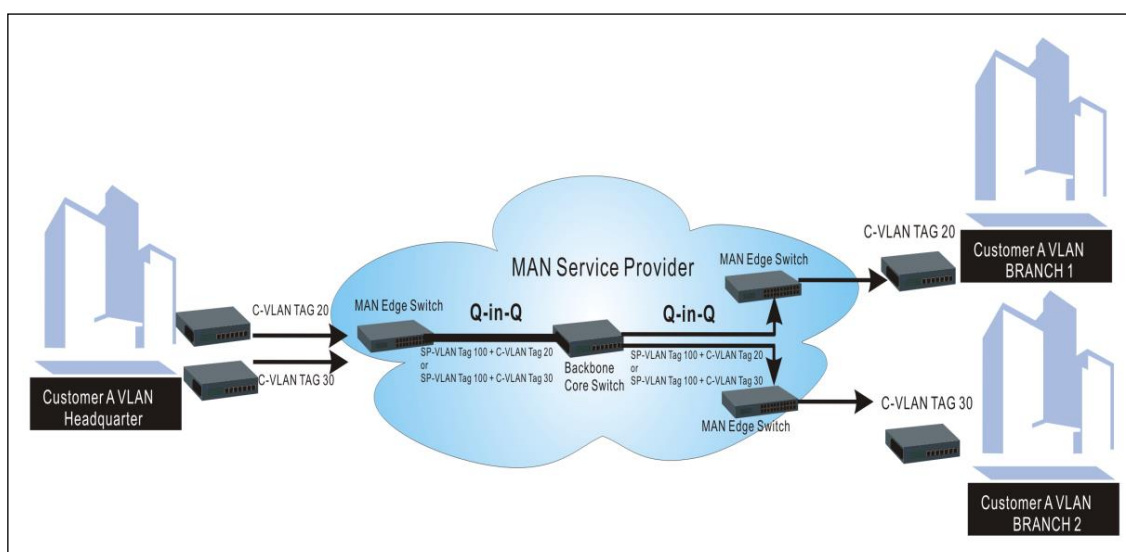 C-VLAN TAG 20
C-VLAN TAG 30
Customer A VLAN
Headquarter
MAN Service Provider
MAN Edge Switch
Q-in-Q
SP-VLAN Tag 100 + C-VLAN Tag 20
or
SP-VLAN Tag 100 + C-VLAN Tag 30
Backbone
Core Switch
Q-in-Q
SP-VLAN Tag 100 + C-VLAN Tag 20
or
SP-VLAN Tag 100 + C-VLAN Tag 30
MAN Edge Switch
MAN Edge Switch
C-VLAN TAG 20
Customer A VLAN
BRANCH 1
C-VLAN TAG 30
Customer A VLAN
BRANCH 2